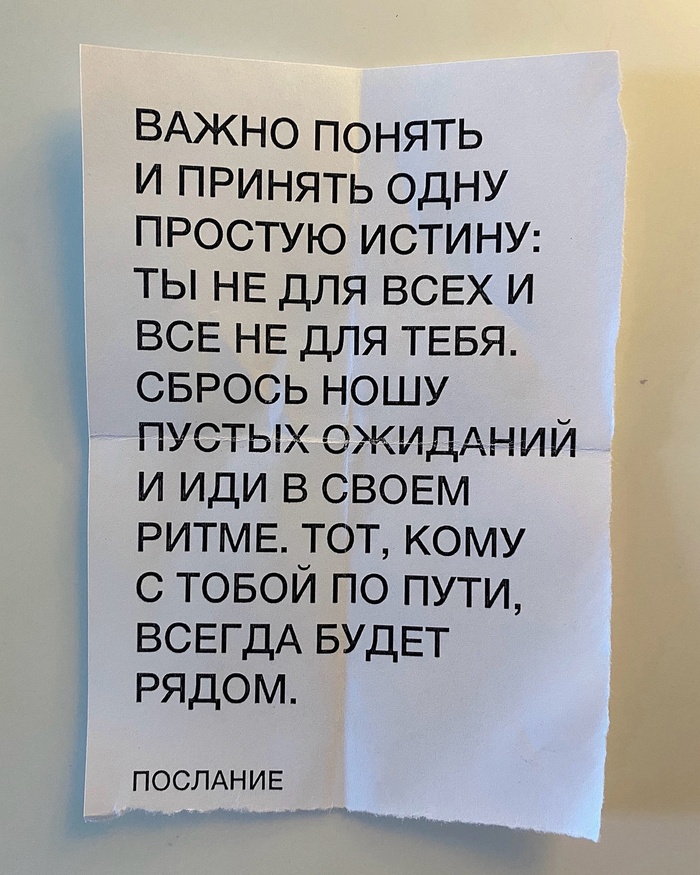 ВАЖНО ПОНЯТЬ
И ПРИНЯТЬ ОДНУ
ПРОСТУЮ ИСТИНУ:
ТЫ НЕ ДЛЯ ВСЕХ И
ВСЕ НЕ ДЛЯ ТЕБЯ.
СБРОСЬ НОШУ
ПУСТЫХ ОЖИДАНИЙ
И ИДИ В СВОЕМ
РИТМЕ. ТОТ, КОМУ
С ТОБОЙ ПО ПУТИ,
ВСЕГДА БУДЕТ
РЯДОМ.
ПОСЛАНИЕ